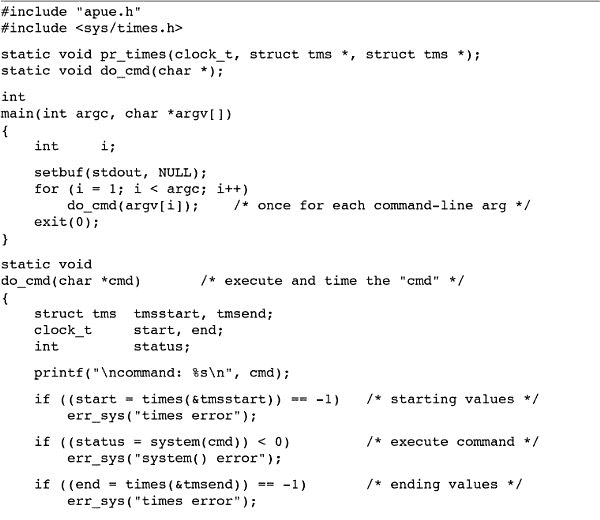 #include "apue.h"
#include <sys/times.h>
static void pr_times(clock_t, struct tms *, struct tms *);
static void do_cmd(char *);
int
main(int argc, char *argv[])
{
    int     i;
    setbuf(stdout, NULL);
    for (i = 1; i < argc; i++)
        do_cmd(argv[i]);    /* once for each command-line arg */
    exit(0);
}
static void
do_cmd(char *cmd)       /* execute and time the "cmd" */
{
    struct tms  tmsstart, tmsend;
    clock_t     start, end;
    int         status;
    printf("\ncommand: %s\n", cmd);
    if ((start = times(&tmsstart)) == -1)   /* starting values */
        err_sys("times error");
    if ((status = system(cmd)) < 0)         /* execute command */
        err_sys("system() error");
    if ((end = times(&tmsend)) == -1)       /* ending values */
        err_sys("times error");